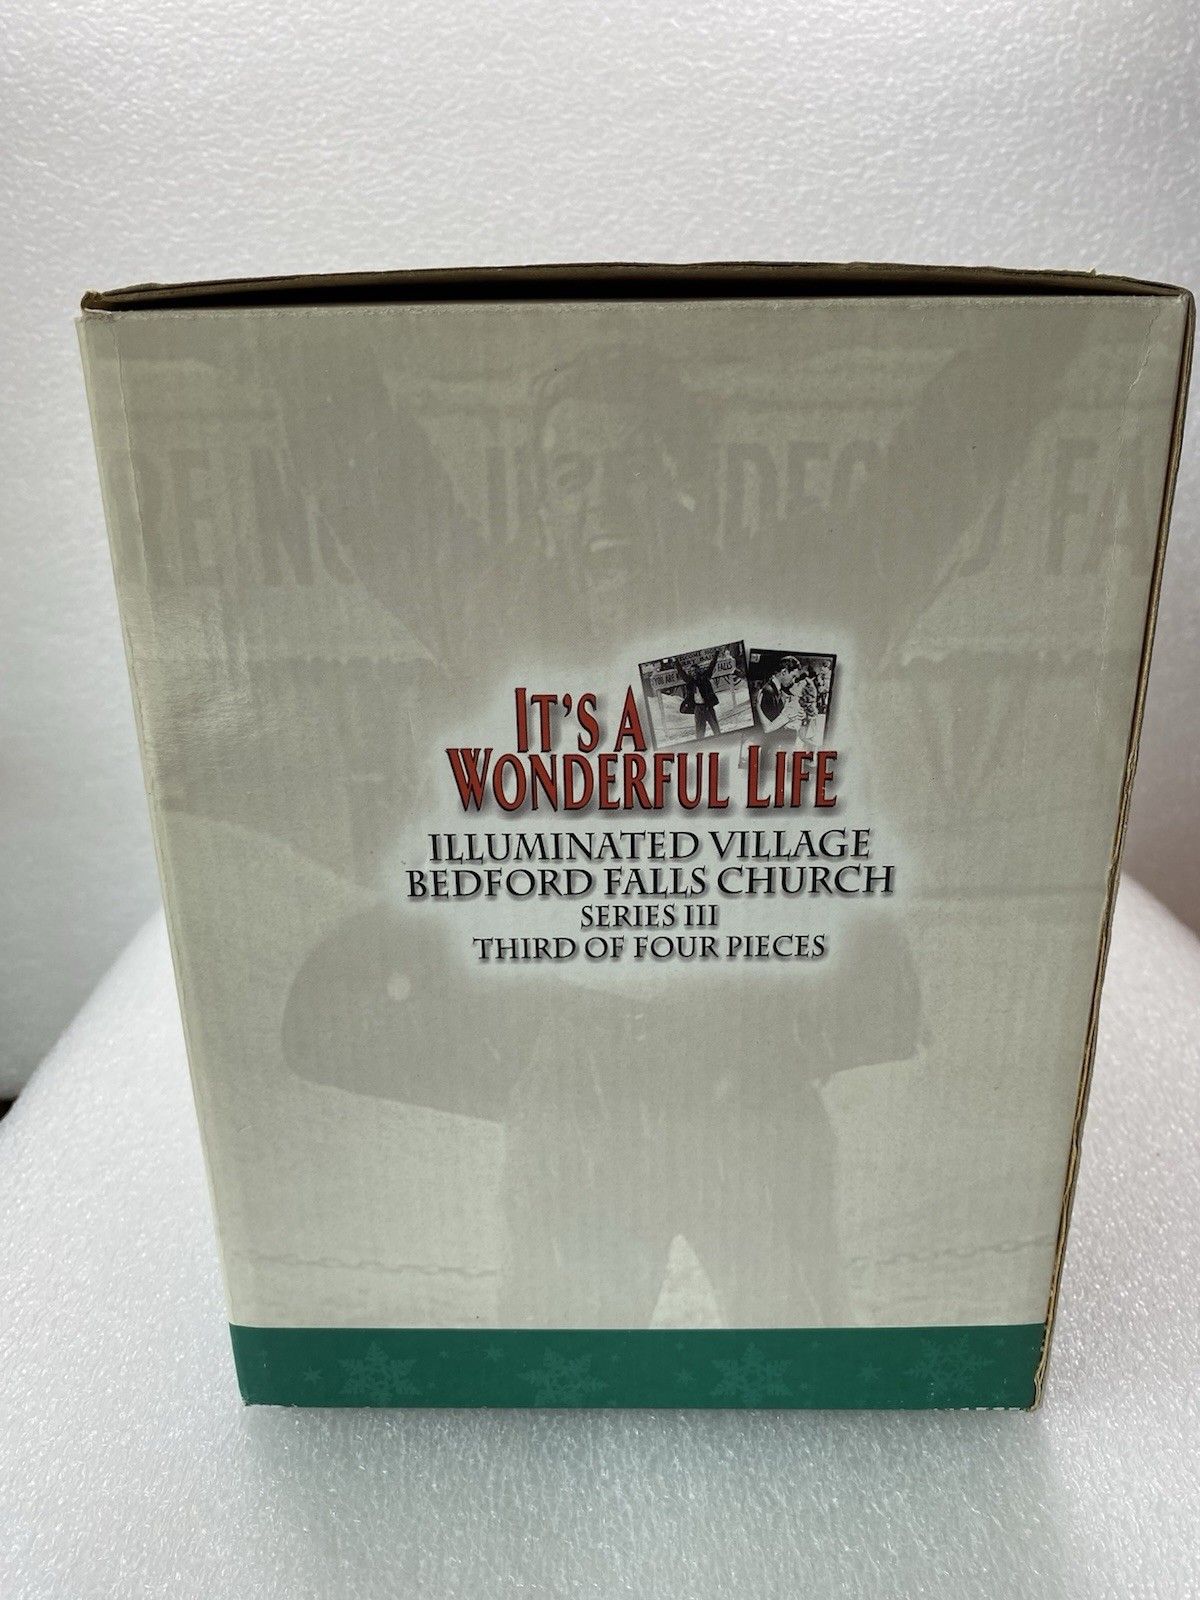 IT'S A
WONDERFUL LIFE
ILLUMINATED VILLAGE
BEDFORD FALLS CHURCH
SERIES III
THIRD OF FOUR PIECES